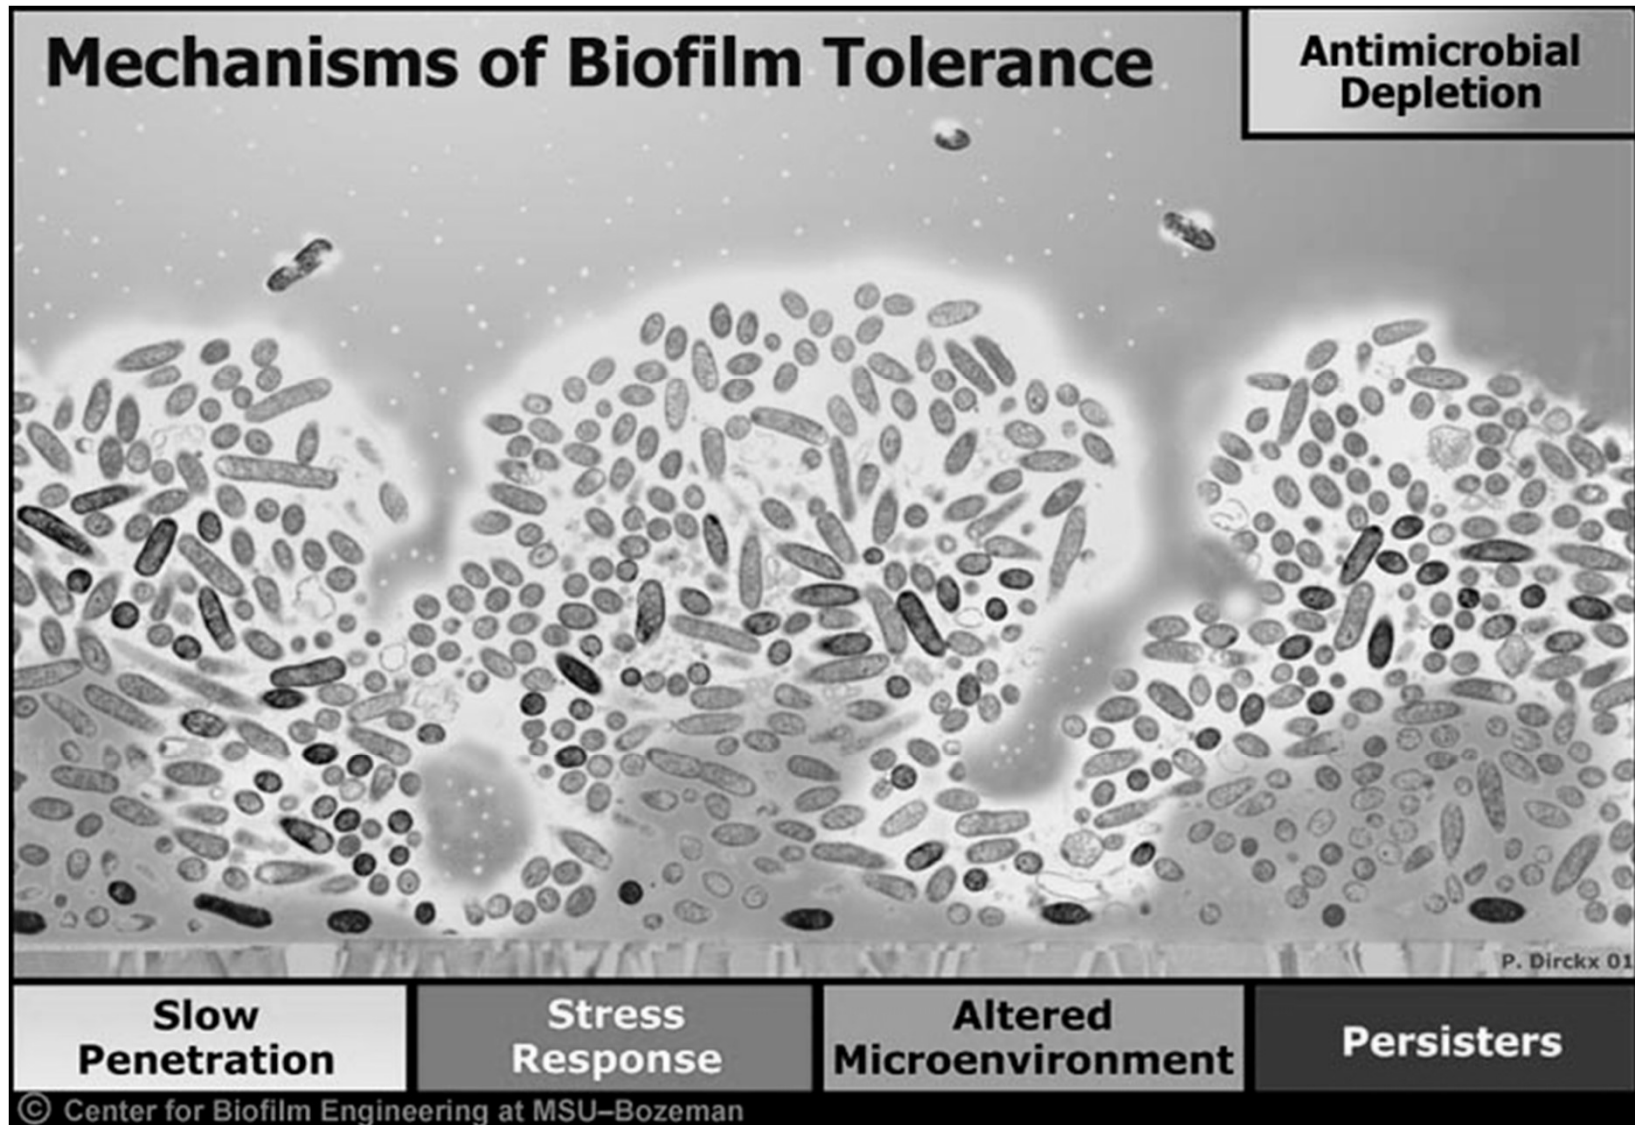 Mechanisms of Biofilm Tolerance
Antimicrobial
Depletion
P. Dirckx 01
Slow
Penetration
Stress
Response
Altered
Microenvironment
Persisters
© Center for Biofilm Engineering at MSU–Bozeman